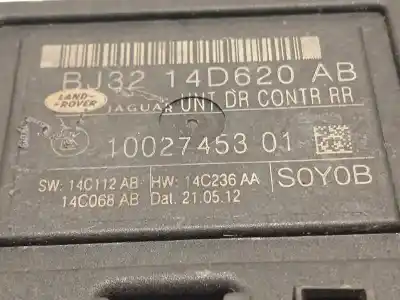 BJ32 14D620 AB
LAND-ROVER
JAGUAR UNT DR CONTR RR
10027453 01
SW: 14C112 AB HW: 14C236 AA SOYOB
14C068 AB Dat. 21.05.12